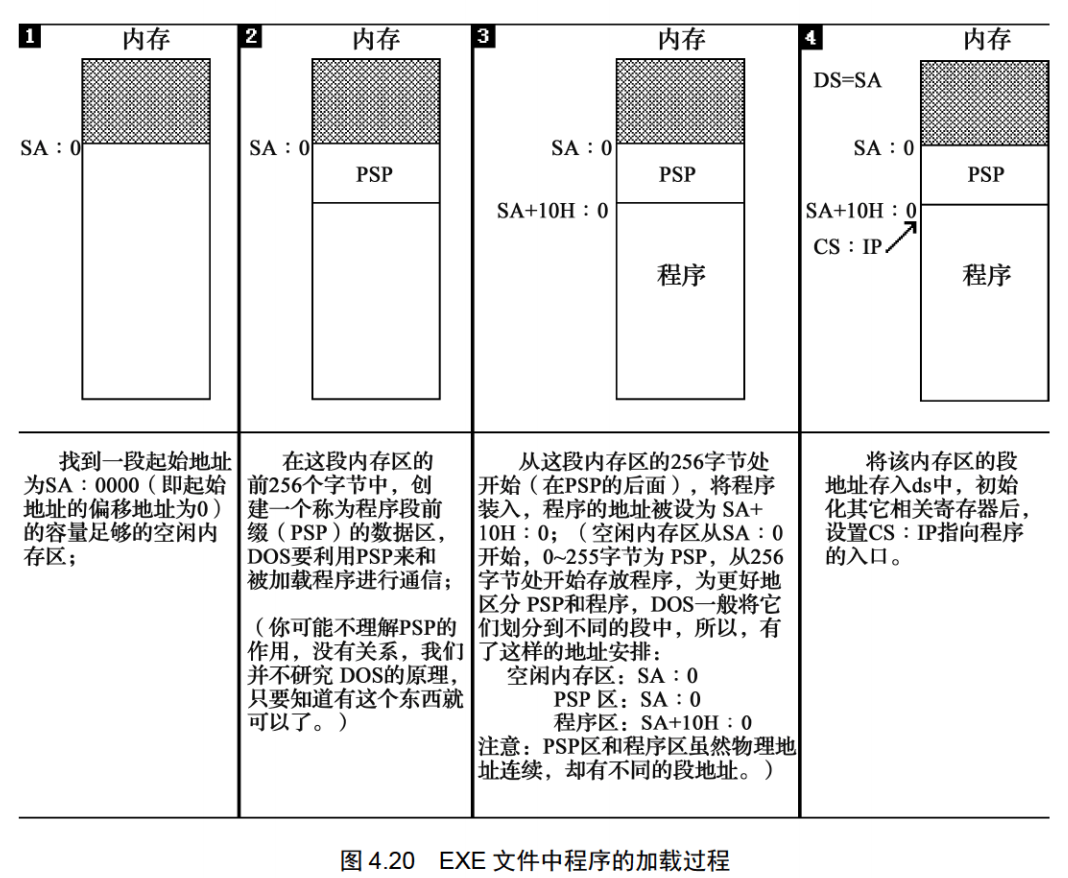 1 内存
SA：0
2 内存
SA：0
PSP
3 内存
SA：0
PSP
SA+10H：0
程序
4 内存
DS=SA
SA：0
PSP
SA+10H：0
CS：IP
程序
找到一段起始地址
为SA：0000（即起始
地址的偏移地址为0）
的容量足够的空闲内
存区；
在这段内存区的
前256个字节中，创
建一个称为程序段前
缀（PSP）的数据区，
DOS要利用PSP来和
被加载程序进行通信；
（你可能不理解PSP的
作用，没有关系，我们
并不研究 DOS的原理，
只要知道有这个东西就
可以了。）
从这段内存区的256字节处
开始（在PSP的后面），将程序
装入，程序的地址被设为 SA+
10H：0；（空闲内存区从SA：0
开始，0~255字节为 PSP，从256
字节处开始存放程序，为更好地
区分 PSP和程序，DOS一般将它
们划分到不同的段中，所以，有
了这样的地址安排：
空闲内存区：SA：0
PSP 区：SA：0
程序区：SA+10H：0
注意：PSP区和程序区虽然物理地
址连续，却有不同的段地址。）
将该内存区的段
地址存入ds中，初始
化其它相关寄存器后，
设置CS：IP指向程序
的入口。
图 4.20 EXE 文件中程序的加载过程